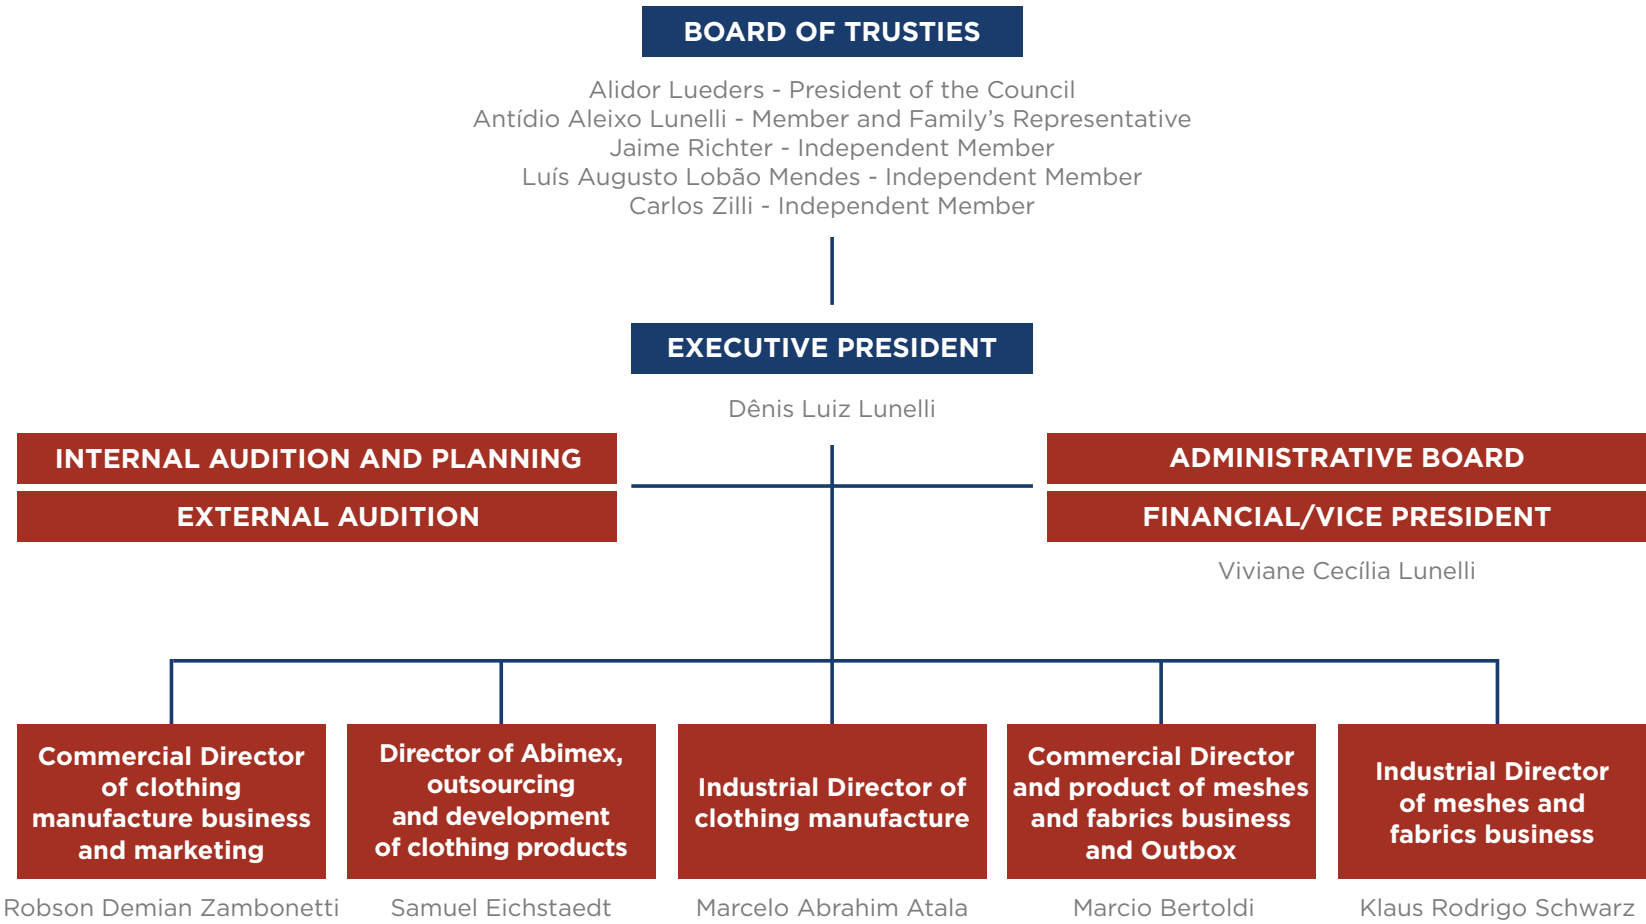 BOARD OF TRUSTIES
Alidor Lueders - President of the Council
Antídio Aleixo Lunelli - Member and Family’s Representative
Jaime Richter - Independent Member
Luís Augusto Lobão Mendes - Independent Member
Carlos Zilli - Independent Member
EXECUTIVE PRESIDENT
Dênis Luiz Lunelli
INTERNAL AUDITION AND PLANNING
EXTERNAL AUDITION
ADMINISTRATIVE BOARD
FINANCIAL/VICE PRESIDENT
Viviane Cecília Lunelli
Commercial Director
of clothing
manufacture business
and marketing
Robson Demian Zambonetti
Director of Abimex,
outsourcing
and development
of clothing products
Samuel Eichstaedt
Industrial Director of
clothing manufacture
Marcelo Abrahim Atala
Commercial Director
and product of meshes
and fabrics business
and Outbox
Marcio Bertoldi
Industrial Director
of meshes and
fabrics business
Klaus Rodrigo Schwarz